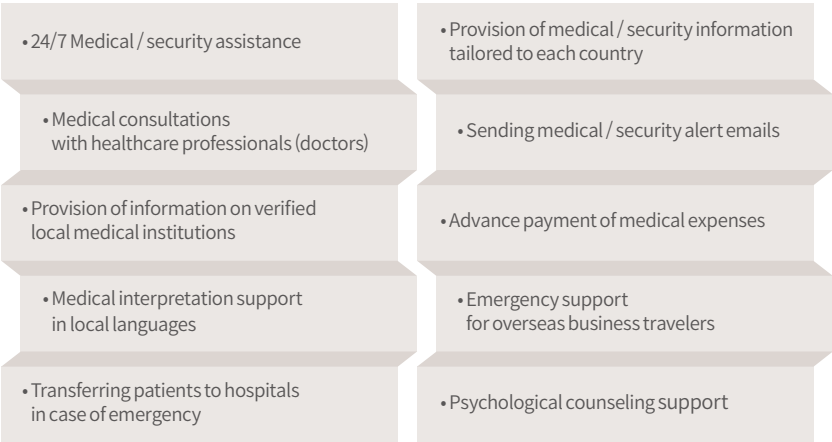 • 24/7 Medical / security assistance
• Medical consultations
with healthcare professionals (doctors)
• Provision of information on verified
local medical institutions
• Medical interpretation support
in local languages
• Transferring patients to hospitals
in case of emergency
• Provision of medical / security information
tailored to each country
• Sending medical / security alert emails
• Advance payment of medical expenses
• Emergency support
for overseas business travelers
• Psychological counseling support